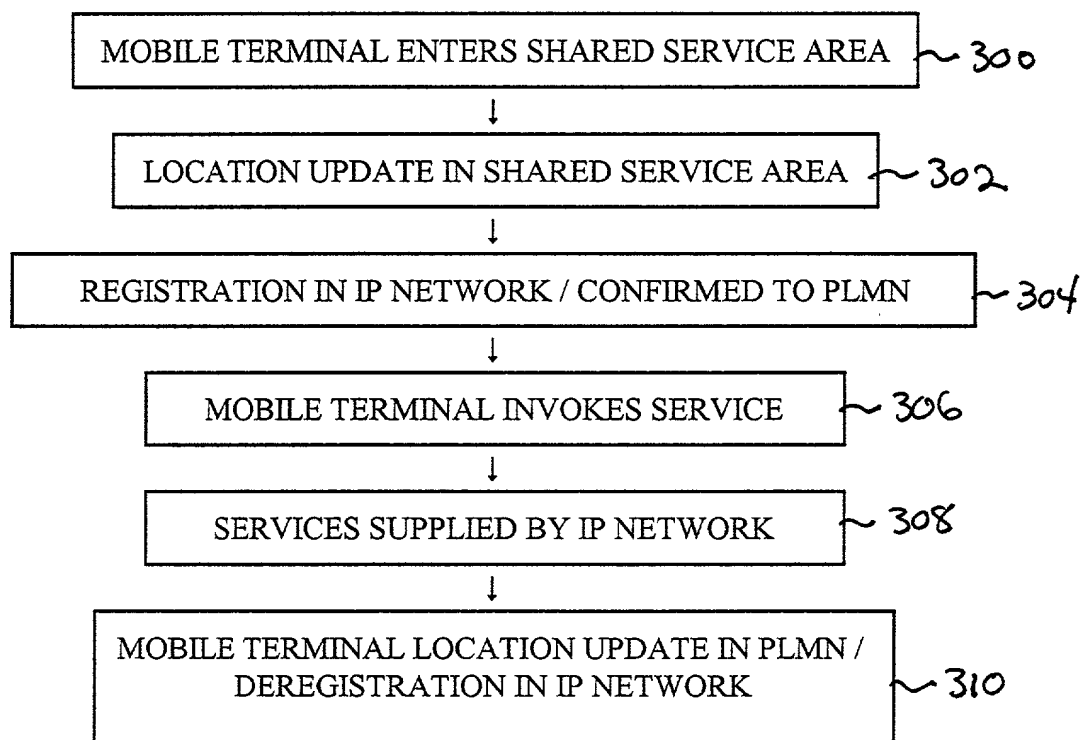 MOBILE TERMINAL ENTERS SHARED SERVICE AREA 300
LOCATION UPDATE IN SHARED SERVICE AREA 302
REGISTRATION IN IP NETWORK / CONFIRMED TO PLMN 304
MOBILE TERMINAL INVOKES SERVICE 306
SERVICES SUPPLIED BY IP NETWORK 308
MOBILE TERMINAL LOCATION UPDATE IN PLMN /
DEREGISTRATION IN IP NETWORK 310